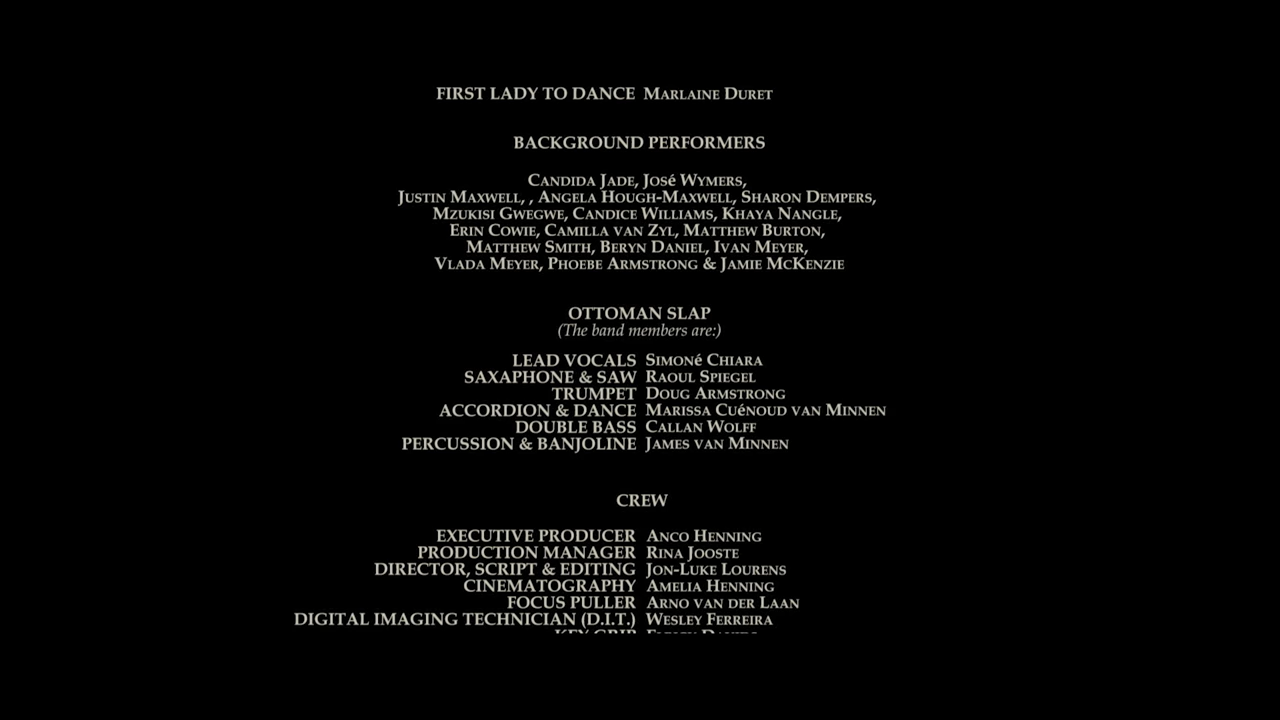 FIRST LADY TO DANCE Marlaine Duret
BACKGROUND PERFORMERS
Candida Jade, José Wymers,
Justin Maxwell, , Angela Hough-Maxwell, Sharon Dempers,
Mzukisi Gwegwe, Candice Williams, Khaya Nangle,
Erin Cowie, Camilla van Zyl, Matthew Burton,
Matthew Smith, Beryn Daniel, Ivan Meyer,
Vlada Meyer, Phoebe Armstrong & Jamie McKenzie
OTTOMAN SLAP
(The band members are:)
LEAD VOCALS Simoné Chiara
SAXAPHONE & SAW Raoul Spiegel
TRUMPET Doug Armstrong
ACCORDION & DANCE Marissa Cuénoud van Minnen
DOUBLE BASS Callan Wolff
PERCUSSION & BANJOLINE James van Minnen
CREW
EXECUTIVE PRODUCER Anco Henning
PRODUCTION MANAGER Rina Jooste
DIRECTOR, SCRIPT & EDITING Jon-Luke Lourens
CINEMATOGRAPHY Amelia Henning
FOCUS PULLER Arno van der Laan
DIGITAL IMAGING TECHNICIAN (D.I.T.) Wesley Ferreira
KEY GRIP